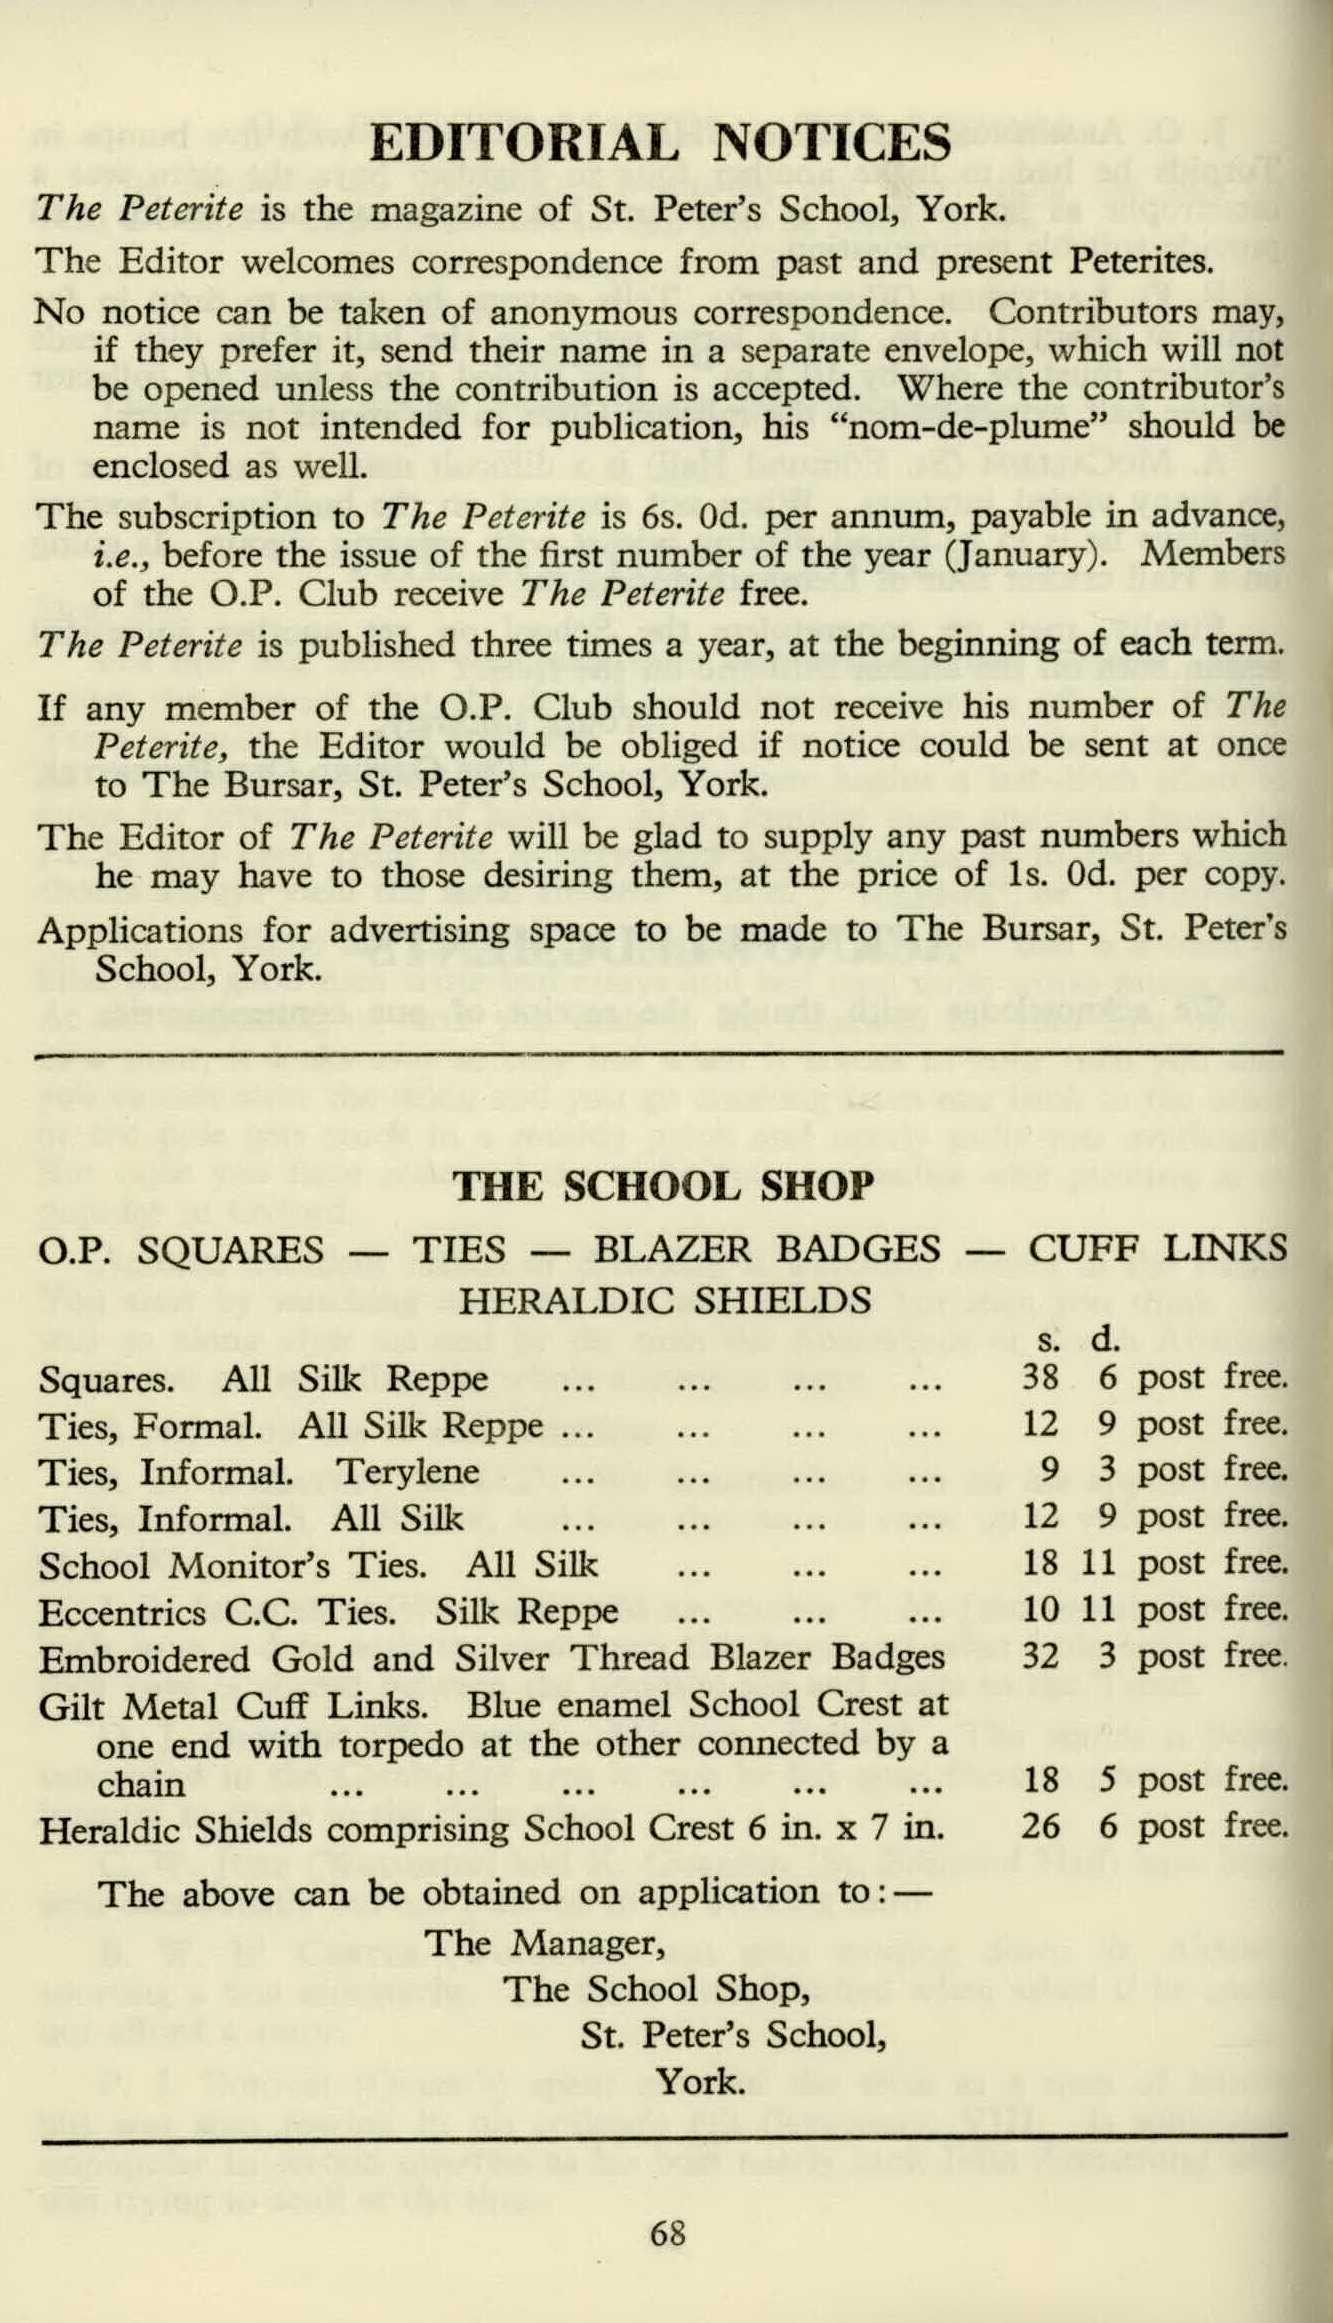 EDITORIAL NOTICES
The Peterite is the magazine of St. Peter's School, York.
The Editor welcomes correspondence from past and present Peterites.
No notice can be taken of anonymous correspondence. Contributors may,
if they prefer it, send their name in a separate envelope, which will not
be opened unless the contribution is accepted. Where the contributor's
name is not intended for publication, his “nom-de-plume” should be
enclosed as well.
The subscription to The Peterite is 6s. 0d. per annum, payable in advance,
i.e., before the issue of the first number of the year (January). Members
of the O.P. Club receive The Peterite free.
The Peterite is published three times a year, at the beginning of each term.
If any member of the O.P. Club should not receive his number of The
Peterite, the Editor would be obliged if notice could be sent at once
to The Bursar, St. Peter's School, York.
The Editor of The Peterite will be glad to supply any past numbers which
he may have to those desiring them, at the price of 1s. 0d. per copy.
Applications for advertising space to be made to The Bursar, St. Peter's
School, York.
THE SCHOOL SHOP
O.P. SQUARES — TIES — BLAZER BADGES — CUFF LINKS
HERALDIC SHIELDS
s. d.
Squares. All Silk Reppe ... ... ... ... 38 6 post free.
Ties, Formal. All Silk Reppe ... ... ... ... 12 9 post free.
Ties, Informal. Terylene ... ... ... ... 9 3 post free.
Ties, Informal. All Silk ... ... ... ... 12 9 post free.
School Monitor's Ties. All Silk ... ... ... 18 11 post free.
Eccentrics C.C. Ties. Silk Reppe ... ... ... 10 11 post free.
Embroidered Gold and Silver Thread Blazer Badges 32 3 post free.
Gilt Metal Cuff Links. Blue enamel School Crest at
one end with torpedo at the other connected by a
chain ... ... ... ... ... ... 18 5 post free.
Heraldic Shields comprising School Crest 6 in. x 7 in. 26 6 post free.
The above can be obtained on application to:—
The Manager,
The School Shop,
St. Peter's School,
York.
68